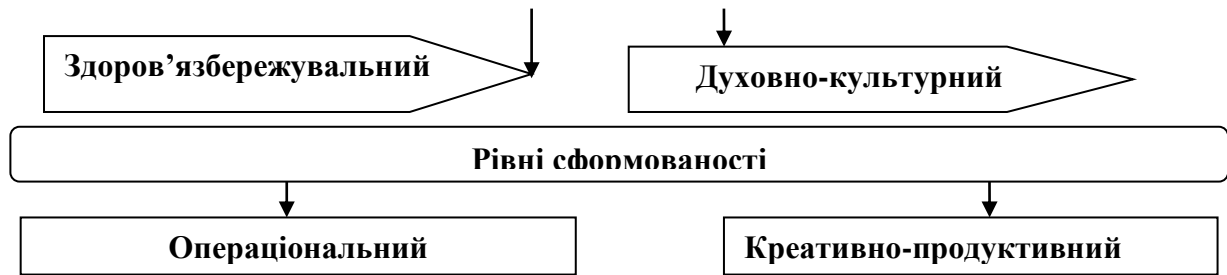 Здоров’язбережувальний
Духовно-культурний
Рівні сформованості
Операціональний
Креативно-продуктивний